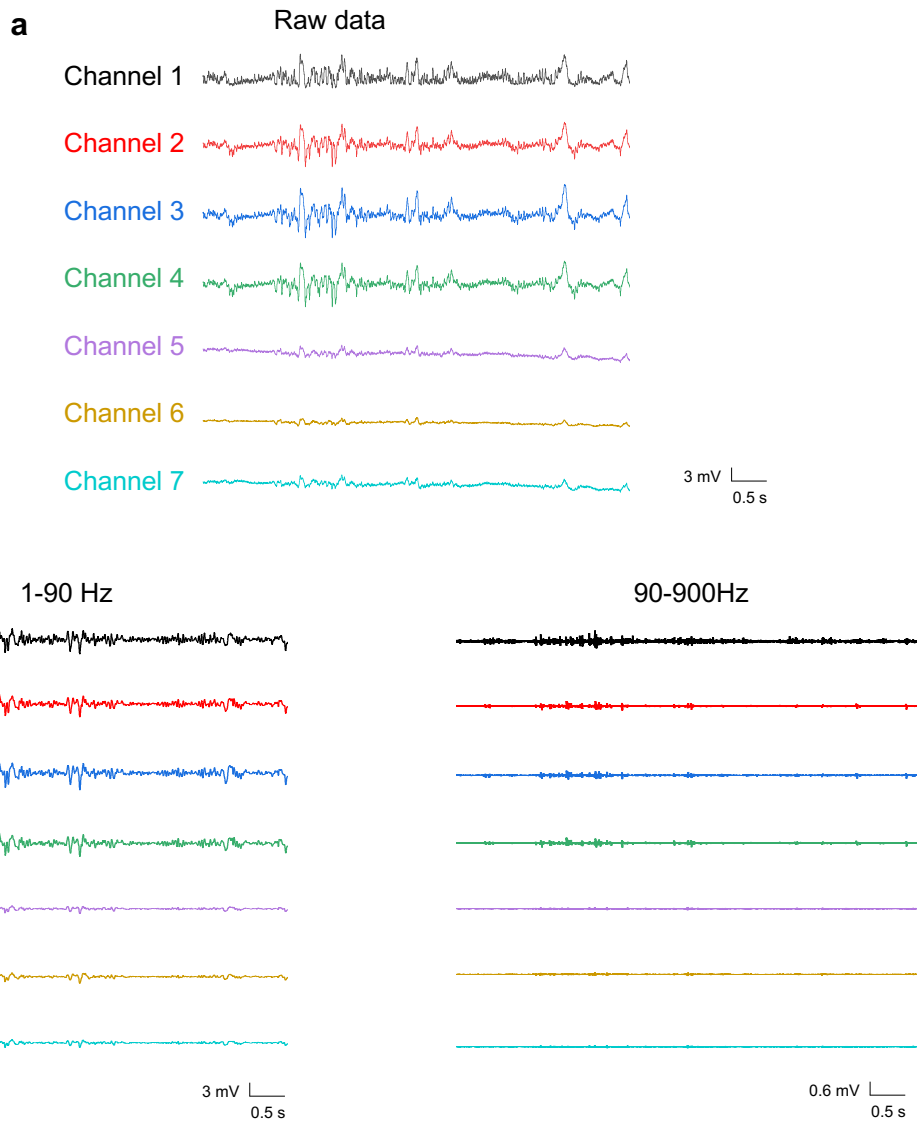 a
Raw data
Channel 1
Channel 2
Channel 3
Channel 4
Channel 5
Channel 6
Channel 7
3 mV
0.5 s
1-90 Hz
90-900Hz
3 mV
0.5 s
0.6 mV
0.5 s